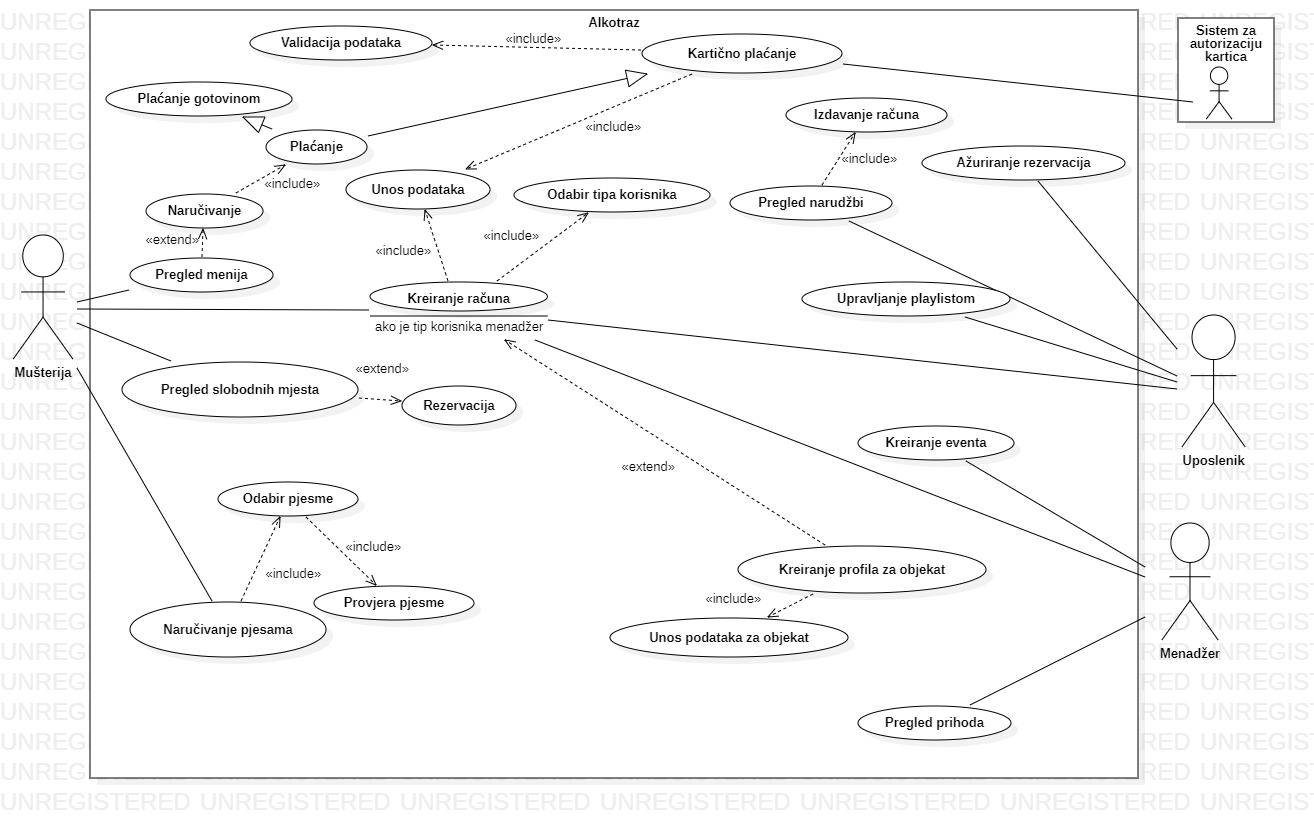 Alkotraz
Sistem za
autorizaciju
kartica
Validacija podataka
«include»
Kartično plaćanje
Plaćanje gotovinom
«include»
Izdavanje računa
Plaćanje
«include»
Ažuriranje rezervacija
«include»
Unos podataka
Odabir tipa korisnika
Pregled narudžbi
Naručivanje
«extend»
«include»
«include»
Pregled menija
Kreiranje računa
Upravljanje playlistom
ako je tip korisnika menadžer
Mušterija
«extend»
Pregled slobodnih mjesta
Rezervacija
Kreiranje eventa
Uposlenik
«extend»
Odabir pjesme
«include»
«include»
Kreiranje profila za objekat
Provjera pjesme
«include»
Naručivanje pjesama
Unos podataka za objekat
Menadžer
Pregled prihoda
UNREGISTERED UNREGISTERED UNREGISTERED UNREGISTERED UNREGISTERED UNREGISTERED UNREGIS